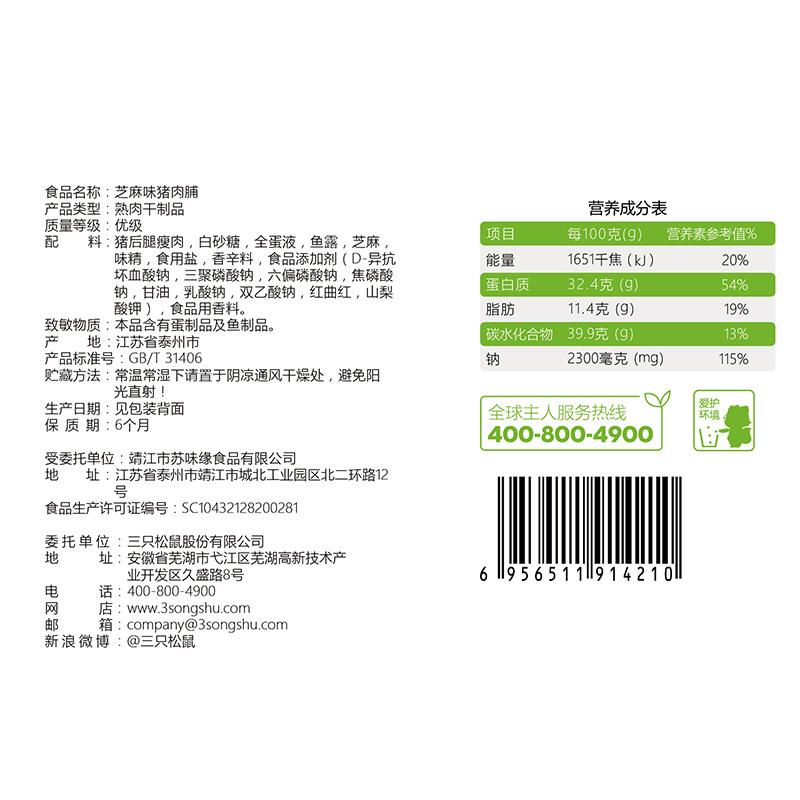 食品名称：芝麻味猪肉脯
产品类型：熟肉干制品
质量等级：优级
配　　料：猪后腿瘦肉，白砂糖，全蛋液，鱼露，芝麻，
味精，食用盐，香辛料，食品添加剂（D-异抗
坏血酸钠，三聚磷酸钠，六偏磷酸钠，焦磷酸
钠，甘油，乳酸钠，双乙酸钠，红曲红，山梨
酸钾），食品用香料。
致敏物质：本品含有蛋制品及鱼制品。
产　　地：江苏省泰州市
产品标准号：GB/T 31406
贮藏方法：常温常湿下请置于阴凉通风干燥处，避免阳
光直射！
生产日期：见包装背面
保 质 期：6个月
受委托单位：靖江市苏味缘食品有限公司
地　　址：江苏省泰州市靖江市城北工业园区北二环路12
号
食品生产许可证编号：SC10432128200281
委托单位：三只松鼠股份有限公司
地　　址：安徽省芜湖市弋江区芜湖高新技术产
业开发区久盛路8号
电　　话：400-800-4900
网　　店：www.3songshu.com
邮　　箱：company@3songshu.com
新浪微博：@三只松鼠
营养成分表
项目 每100克(g) 营养素参考值%
能量 1651千焦（kJ） 20%
蛋白质 32.4克 (g) 54%
脂肪 11.4克 (g) 19%
碳水化合物 39.9克 (g) 13%
钠 2300毫克 (mg) 115%
全球主人服务热线
400-800-4900
爱护
环境
6 956511 914210